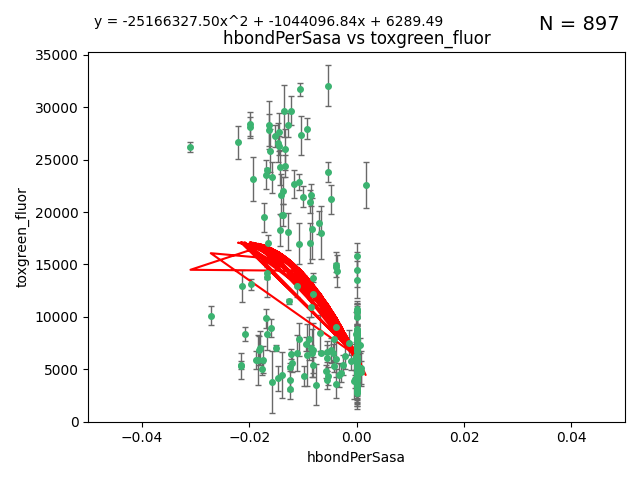 y = -25166327.50x^2 + -1044096.84x + 6289.49
N = 897
hbondPerSasa vs toxgreen_fluor
35000
30000
25000
20000
15000
10000
5000
0
toxgreen_fluor
−0.04
−0.02
0.00
0.02
0.04
hbondPerSasa